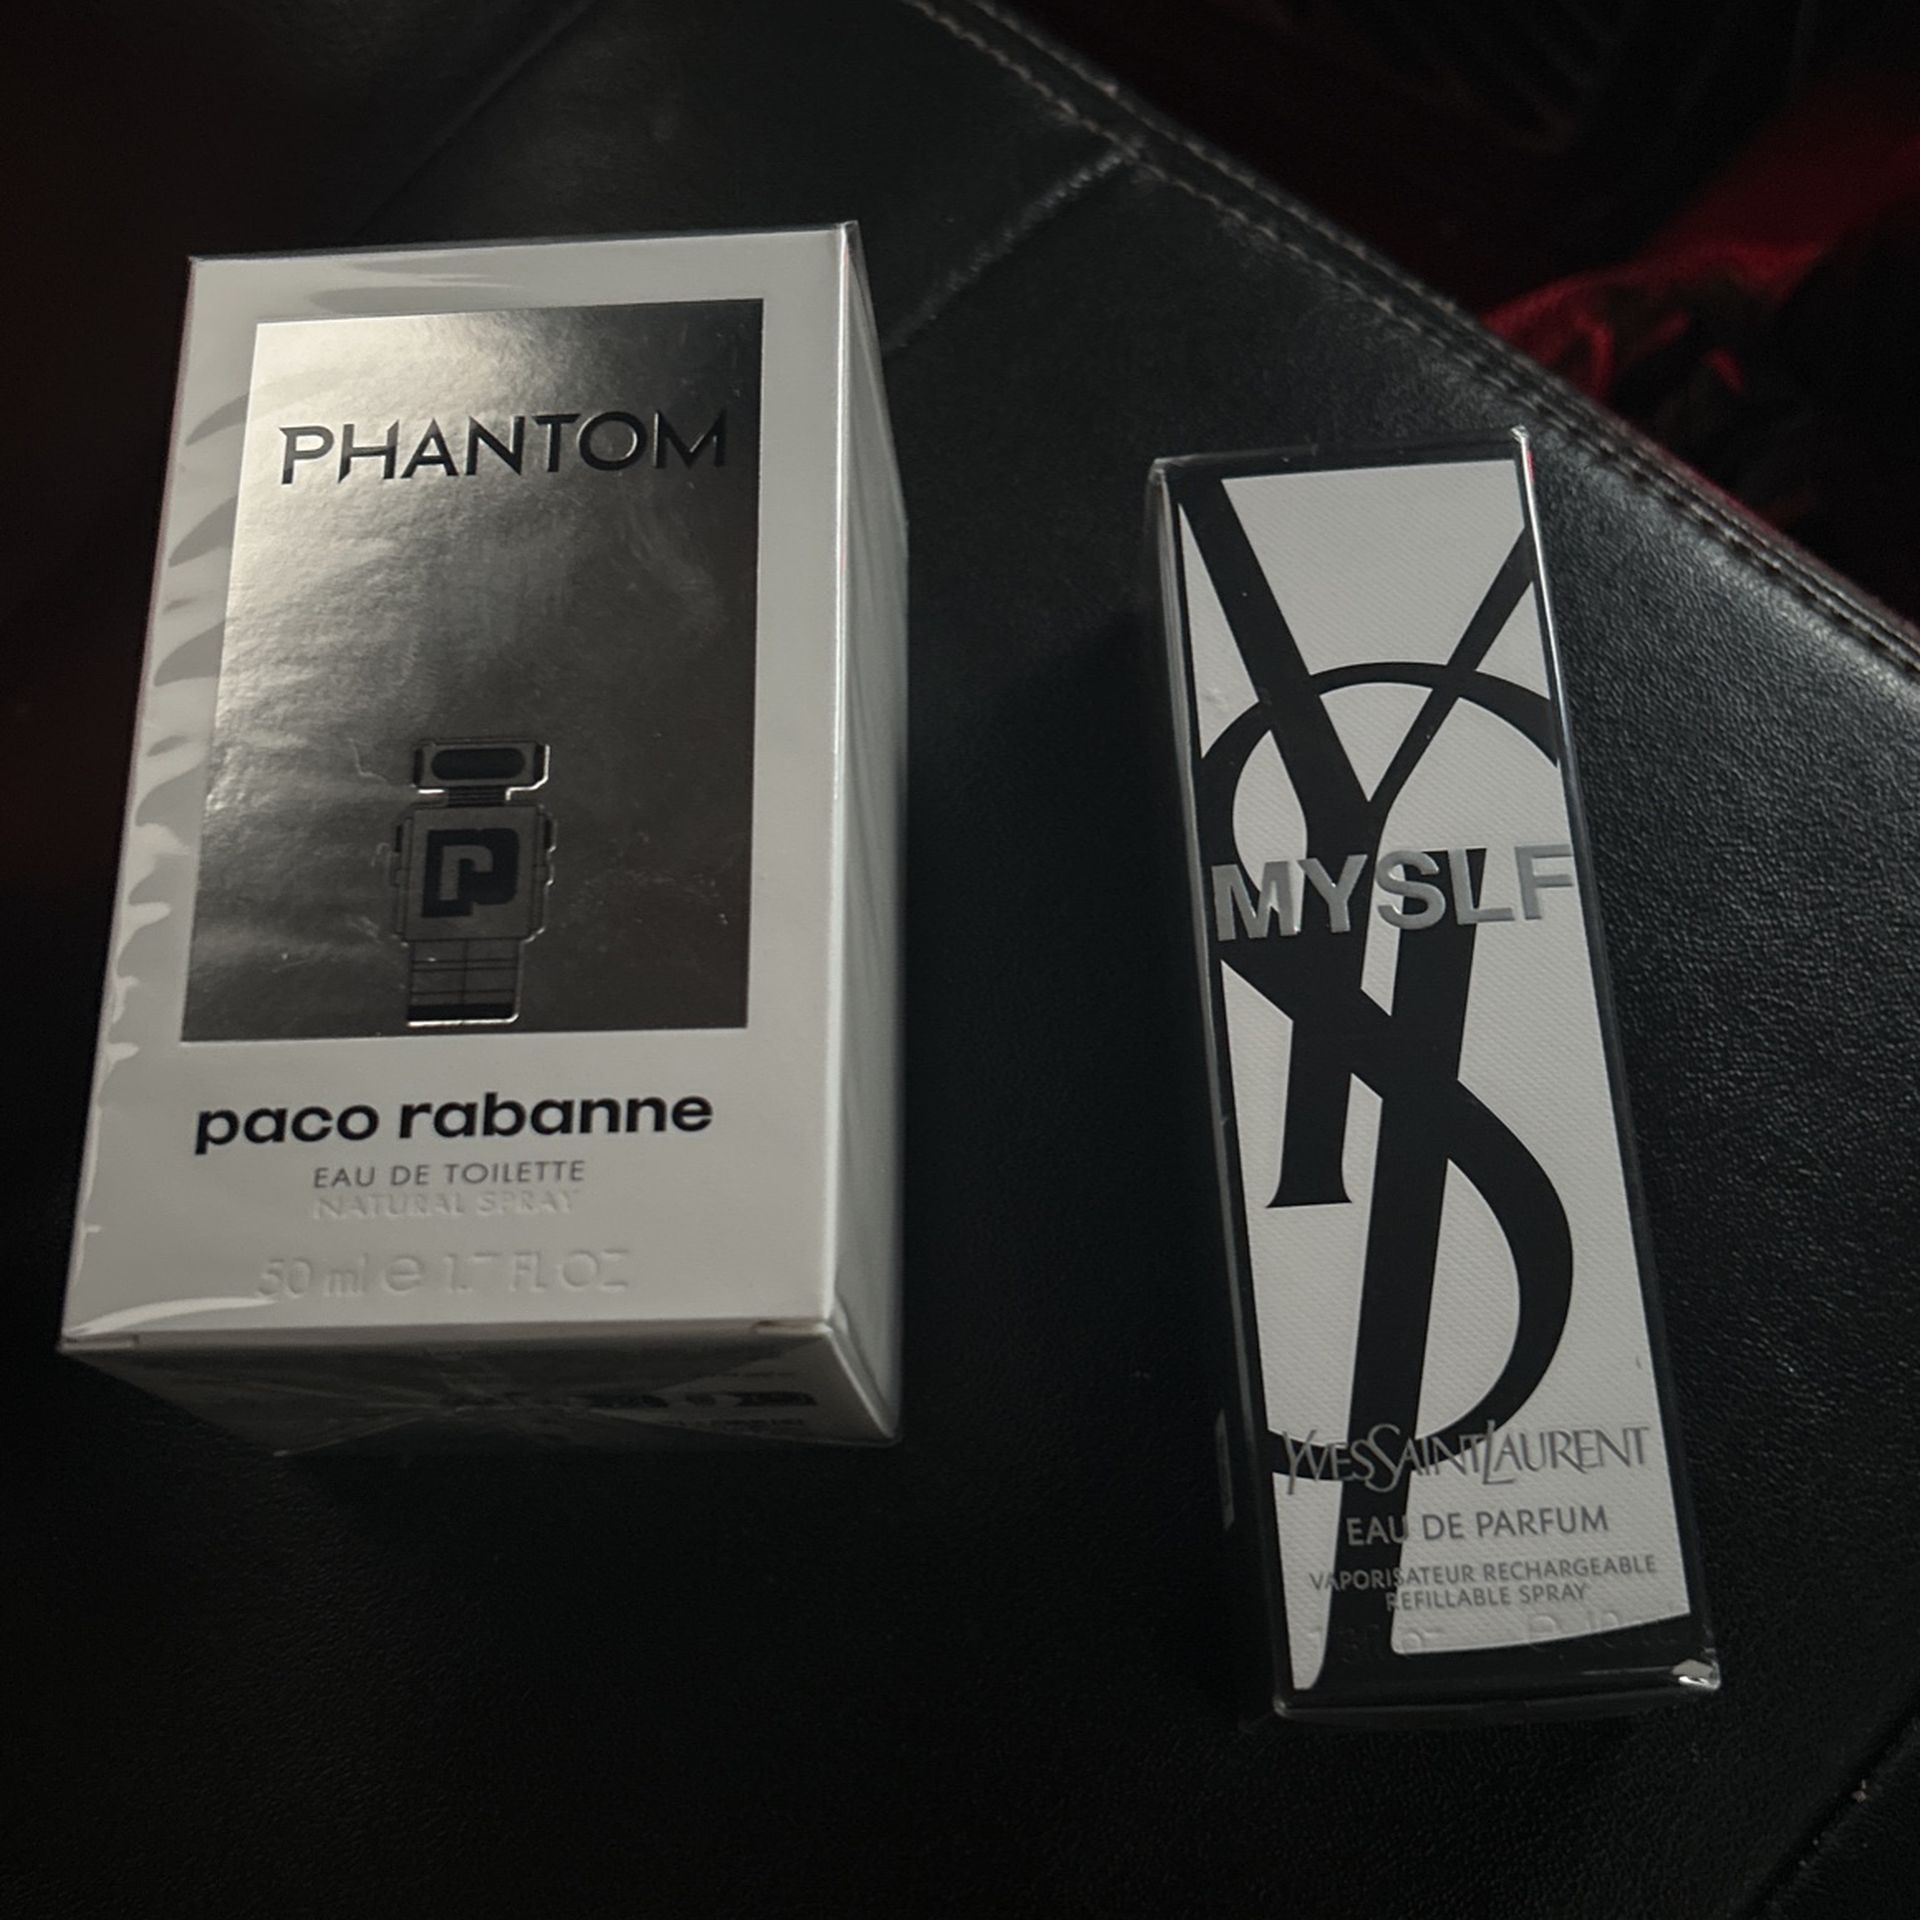 PHANTOM
P
paco rabanne
EAU DE TOILETTE
NATURAL SPRAY
50 ml e 1.7 FL OZ
MYSLF
YSL
YVESSAINTLAURENT
EAU DE PARFUM
VAPORISATEUR RECHARGEABLE
REFILLABLE SPRAY